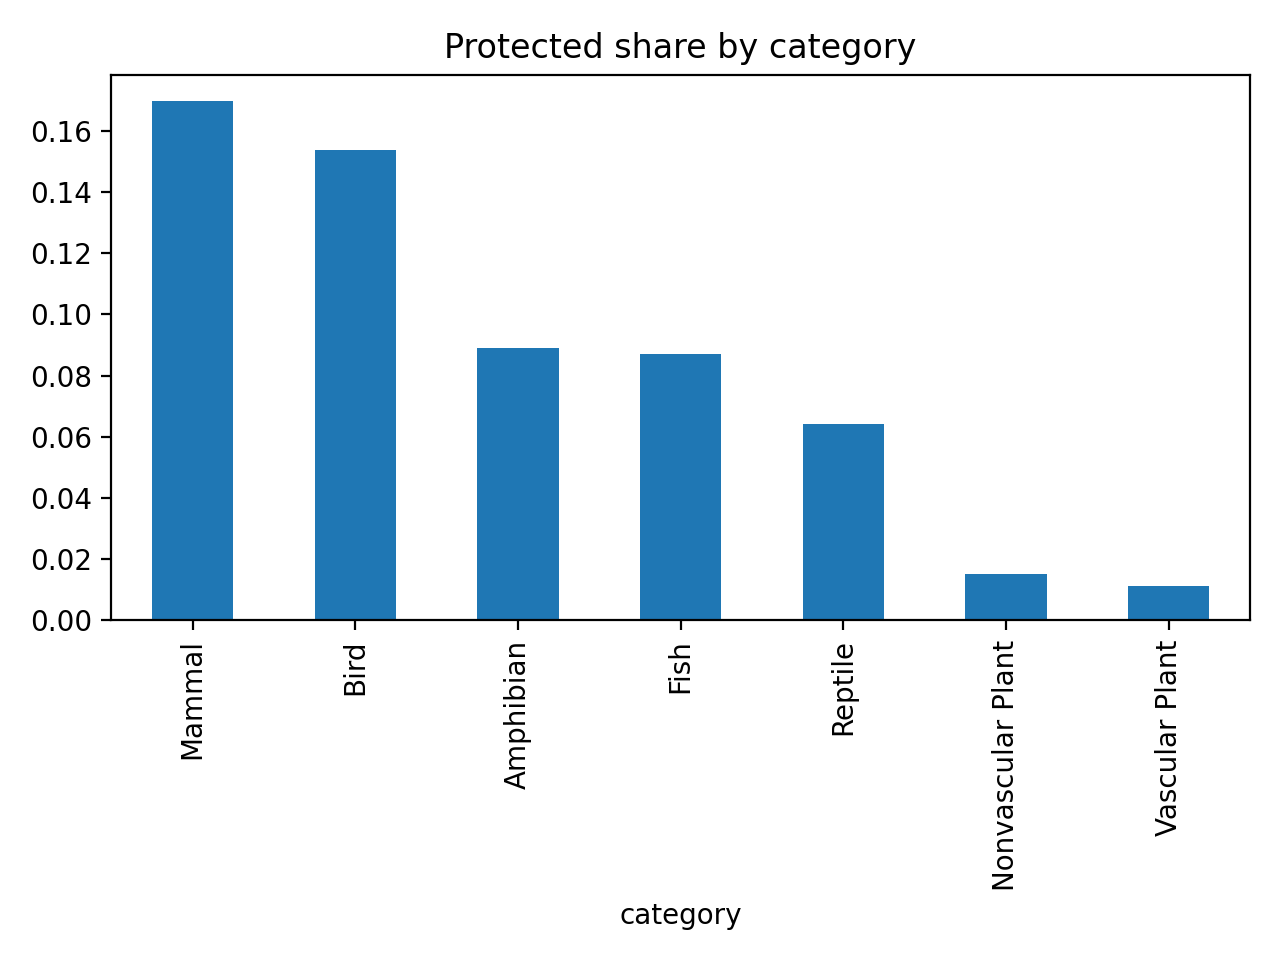 Protected share by category
0.16
0.14
0.12
0.10
0.08
0.06
0.04
0.02
0.00
Mammal
Bird
Amphibian
Fish
Reptile
Nonvascular Plant
Vascular Plant
category